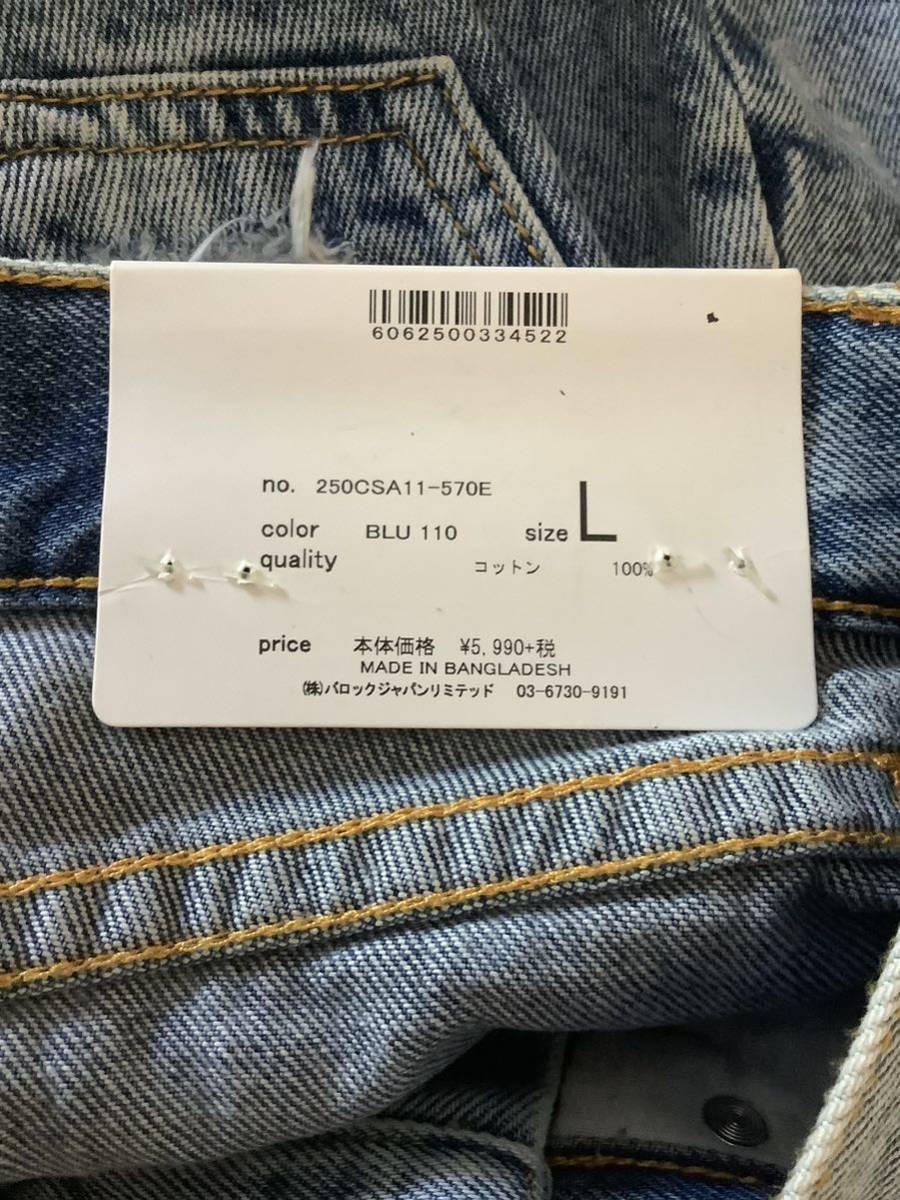 6062500334522
no. 250CSA11-570E
color BLU 110 size L
quality コットン 100%
price 本体価格 ¥5,990+税
MADE IN BANGLADESH
(株)バロックジャパンリミテッド 03-6730-9191